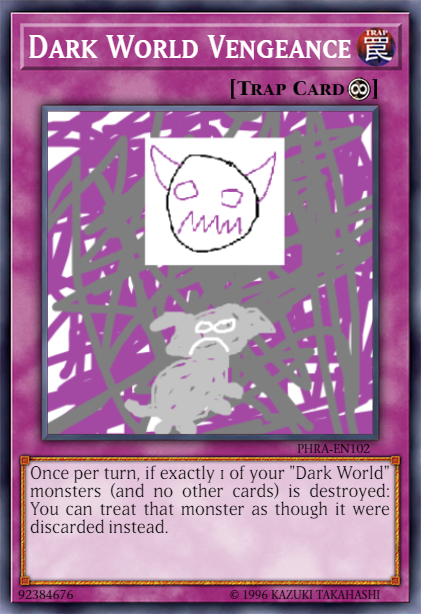 Dark World Vengeance
TRAP
罠
[Trap Card]
PHRA-EN102
Once per turn, if exactly 1 of your "Dark World"
monsters (and no other cards) is destroyed:
You can treat that monster as though it were
discarded instead.
92384676
© 1996 KAZUKI TAKAHASHI